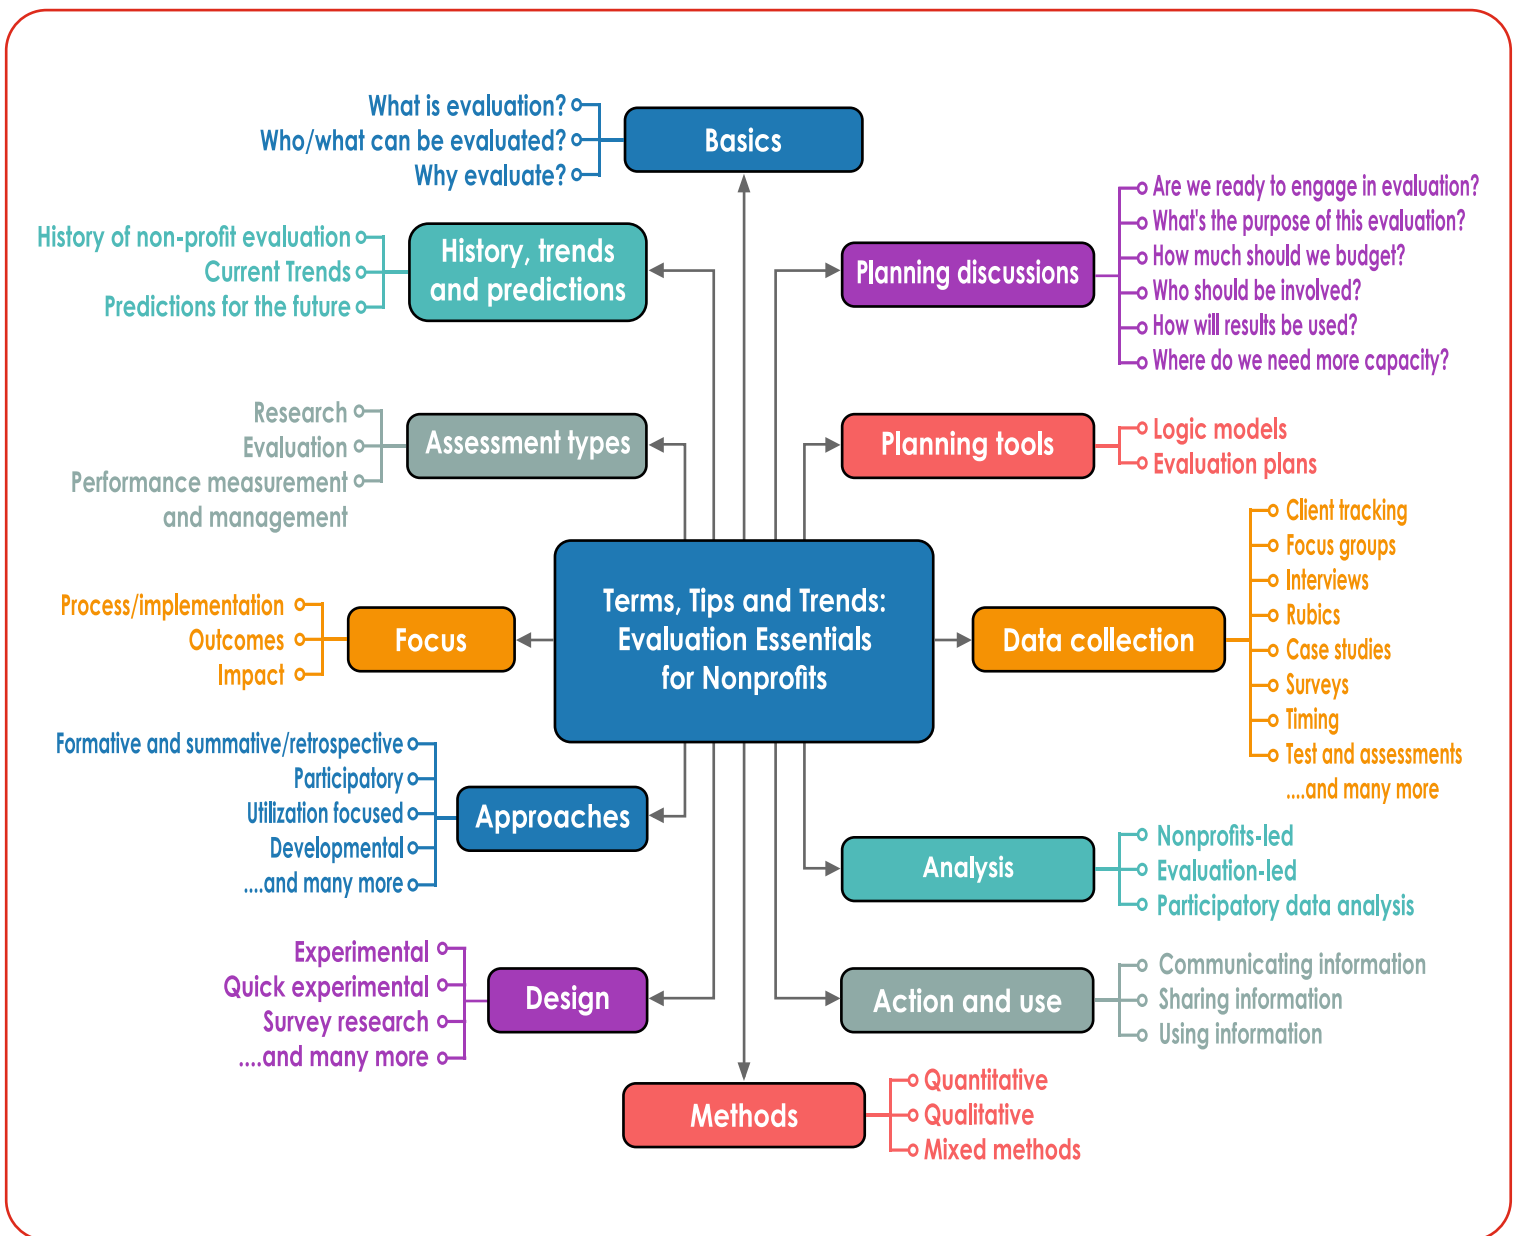 What is evaluation?
Who/what can be evaluated?
Why evaluate?
Basics
History of non-profit evaluation
Current Trends
Predictions for the future
History, trends
and predictions
Research
Evaluation
Performance measurement
and management
Assessment types
Process/implementation
Outcomes
Impact
Focus
Formative and summative/retrospective
Participatory
Utilization focused
Developmental
....and many more
Approaches
Experimental
Quick experimental
Survey research
....and many more
Design
Terms, Tips and Trends:
Evaluation Essentials
for Nonprofits
Planning discussions
Are we ready to engage in evaluation?
What's the purpose of this evaluation?
How much should we budget?
Who should be involved?
How will results be used?
Where do we need more capacity?
Planning tools
Logic models
Evaluation plans
Data collection
Client tracking
Focus groups
Interviews
Rubics
Case studies
Surveys
Timing
Test and assessments
....and many more
Analysis
Nonprofits-led
Evaluation-led
Participatory data analysis
Action and use
Communicating information
Sharing information
Using information
Methods
Quantitative
Qualitative
Mixed methods